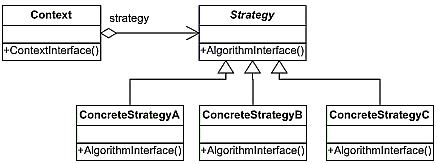 Context
strategy
Strategy
+ContextInterface()
+AlgorithmInterface()
ConcreteStrategyA
ConcreteStrategyB
ConcreteStrategyC
+AlgorithmInterface()
+AlgorithmInterface()
+AlgorithmInterface()